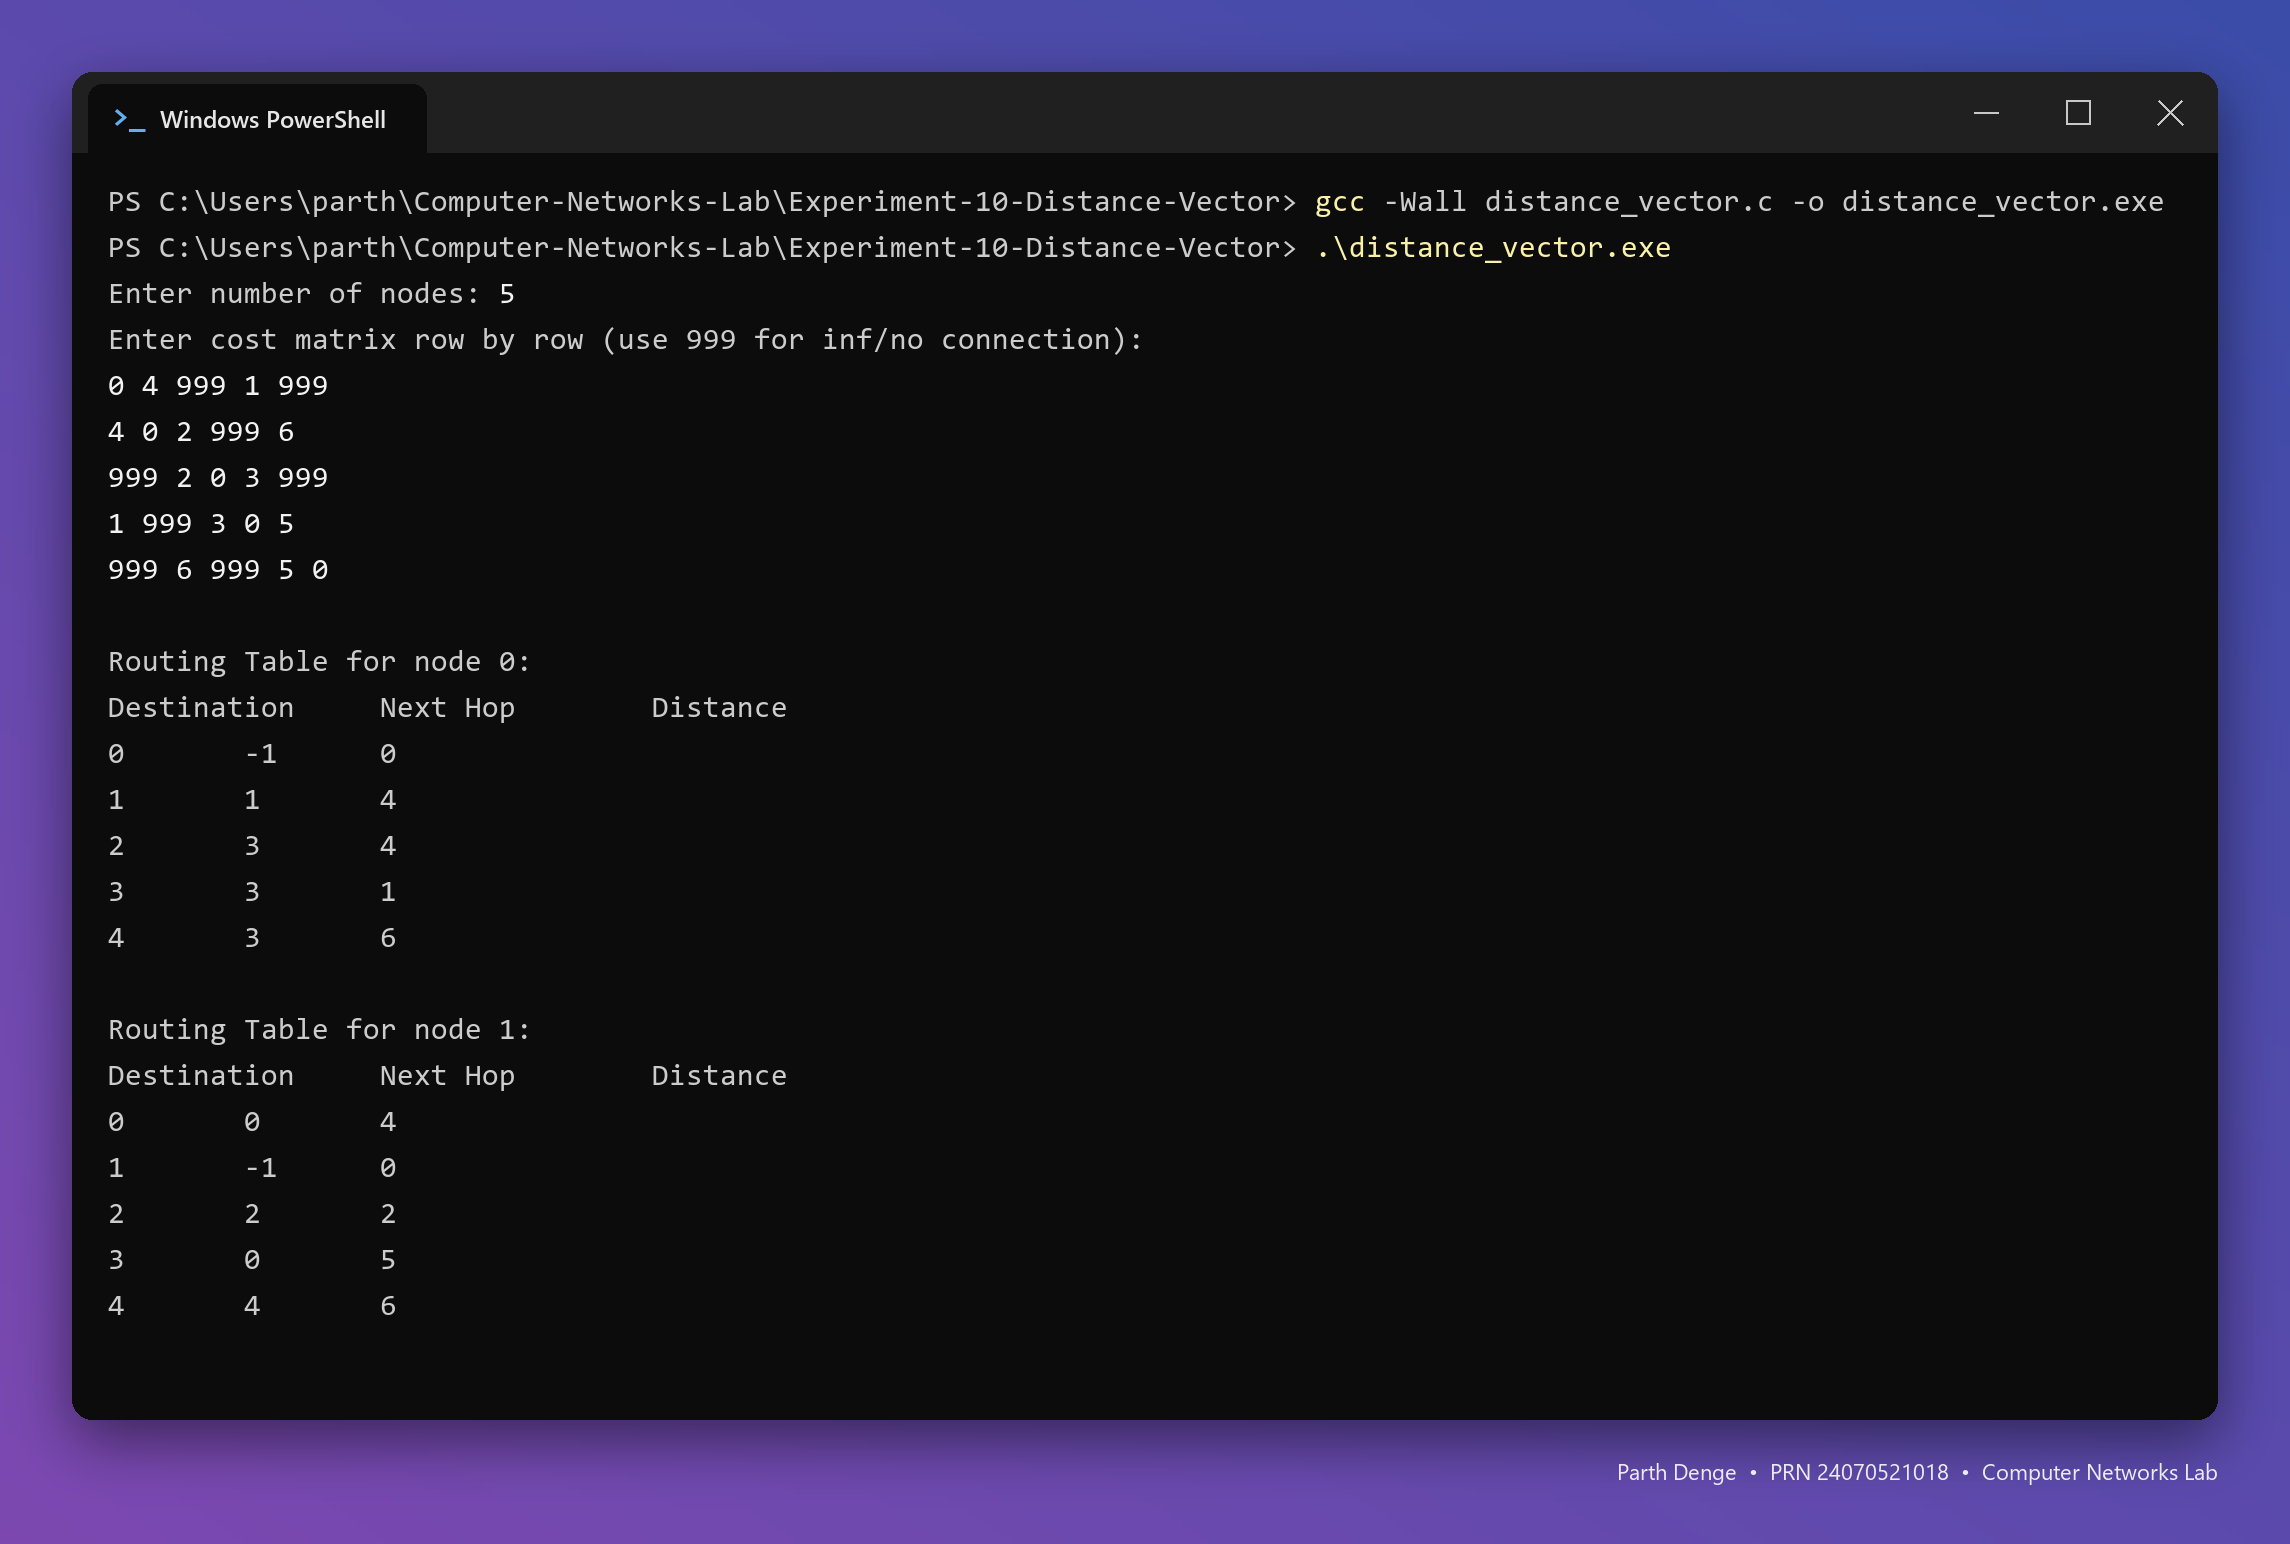 Windows PowerShell
PS C:\Users\parth\Computer-Networks-Lab\Experiment-10-Distance-Vector> gcc -Wall distance_vector.c -o distance_vector.exe
PS C:\Users\parth\Computer-Networks-Lab\Experiment-10-Distance-Vector> .\distance_vector.exe
Enter number of nodes: 5
Enter cost matrix row by row (use 999 for inf/no connection):
0 4 999 1 999
4 0 2 999 6
999 2 0 3 999
1 999 3 0 5
999 6 999 5 0

Routing Table for node 0:
Destination     Next Hop        Distance
0       -1      0
1       1       4
2       3       4
3       3       1
4       3       6

Routing Table for node 1:
Destination     Next Hop        Distance
0       0       4
1       -1      0
2       2       2
3       0       5
4       4       6
Parth Denge • PRN 24070521018 • Computer Networks Lab